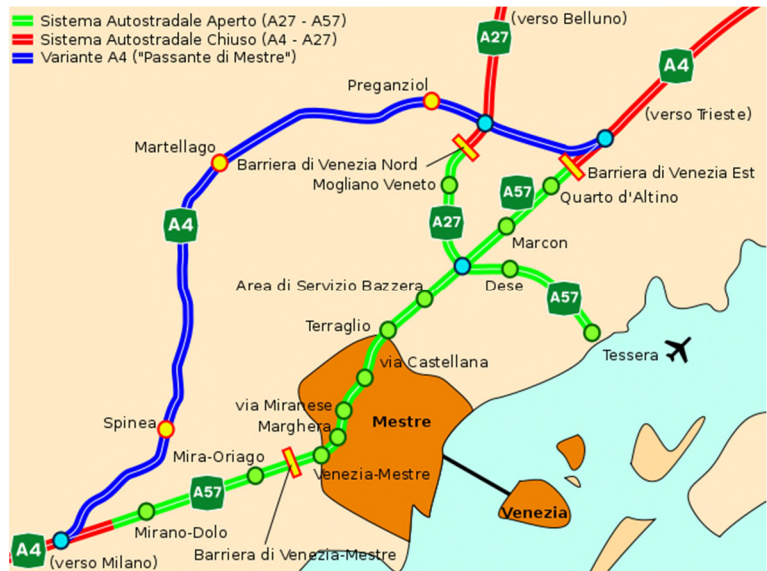 Sistema Autostradale Aperto (A27 - A57)
Sistema Autostradale Chiuso (A4 - A27)
Variante A4 ("Passante di Mestre")
(verso Belluno)
A27
A4
Preganziol
(verso Trieste)
Martellago
Barriera di Venezia Nord
Barriera di Venezia Est
Mogliano Veneto
A57
Quarto d'Altino
A4
A27
Marcon
Area di Servizio Bazzera
Dese
A57
Terraglio
Tessera
via Castellana
via Miranese
Mestre
Spinea
Marghera
Mira-Oriago
Venezia-Mestre
A57
Venezia
Mirano-Dolo
A4
Barriera di Venezia-Mestre
(verso Milano)